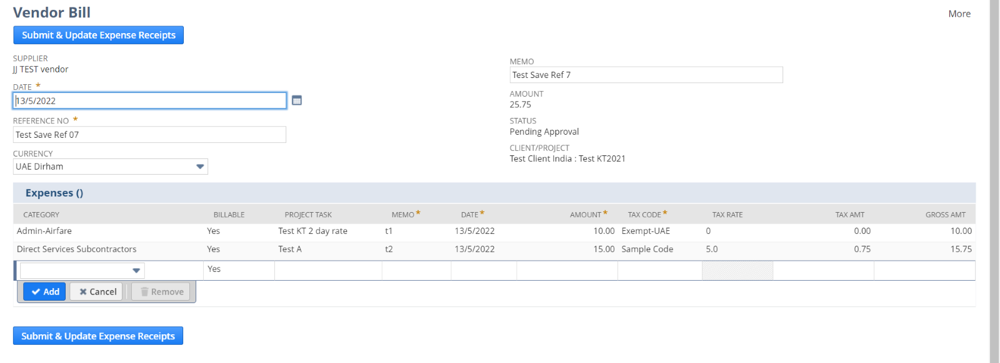 Vendor Bill
More
Submit & Update Expense Receipts
SUPPLIER
JJ TEST vendor
DATE *
13/5/2022
REFERENCE NO *
Test Save Ref 07
CURRENCY
UAE Dirham
MEMO
Test Save Ref 7
AMOUNT
25.75
STATUS
Pending Approval
CLIENT/PROJECT
Test Client India : Test KT2021
Expenses ()
CATEGORY BILLABLE PROJECT TASK MEMO * DATE * AMOUNT * TAX CODE * TAX RATE TAX AMT GROSS AMT
Admin-Airfare Yes Test KT 2 day rate t1 13/5/2022 10.00 Exempt-UAE 0 0.00 10.00
Direct Services Subcontractors Yes Test A t2 13/5/2022 15.00 Sample Code 5.0 0.75 15.75
Yes
Add Cancel Remove
Submit & Update Expense Receipts